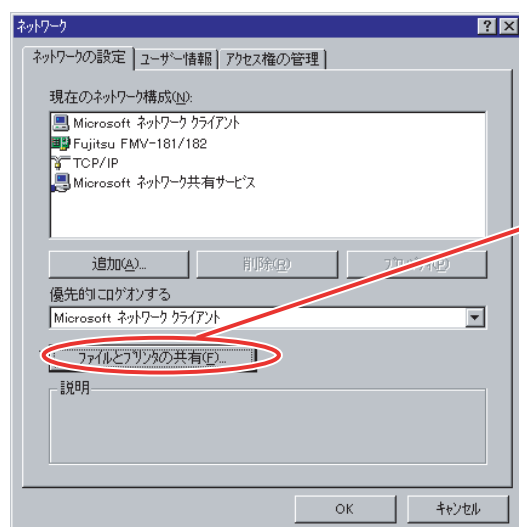 ネットワーク
ネットワークの設定 ユーザー情報 アクセス権の管理
現在のネットワーク構成(N):
Microsoft ネットワーク クライアント
Fujitsu FMV-181/182
TCP/IP
Microsoft ネットワーク共有サービス
追加(A)... 削除(R) プロパティ(P)
優先的にログオンする
Microsoft ネットワーク クライアント
ファイルとプリンタの共有(F)...
説明
OK キャンセル